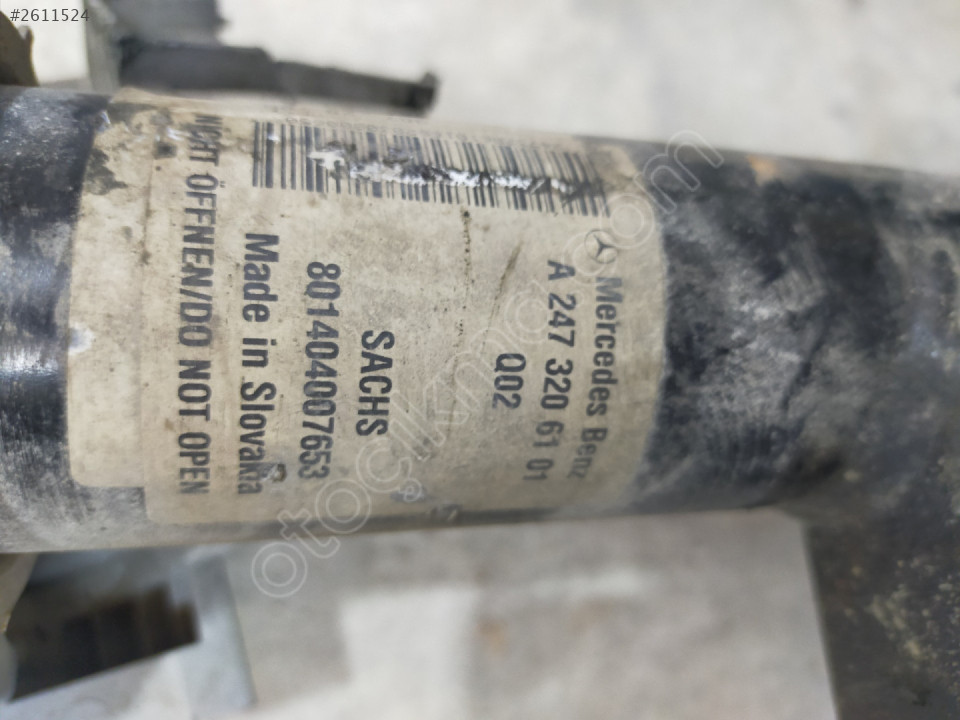 #2611524
Mercedes Benz
A 247 320 61 01
Q02
SACHS
801404007653
Made in Slovakia
NICHT ÖFFNEN/DO NOT OPEN
otocikma.com